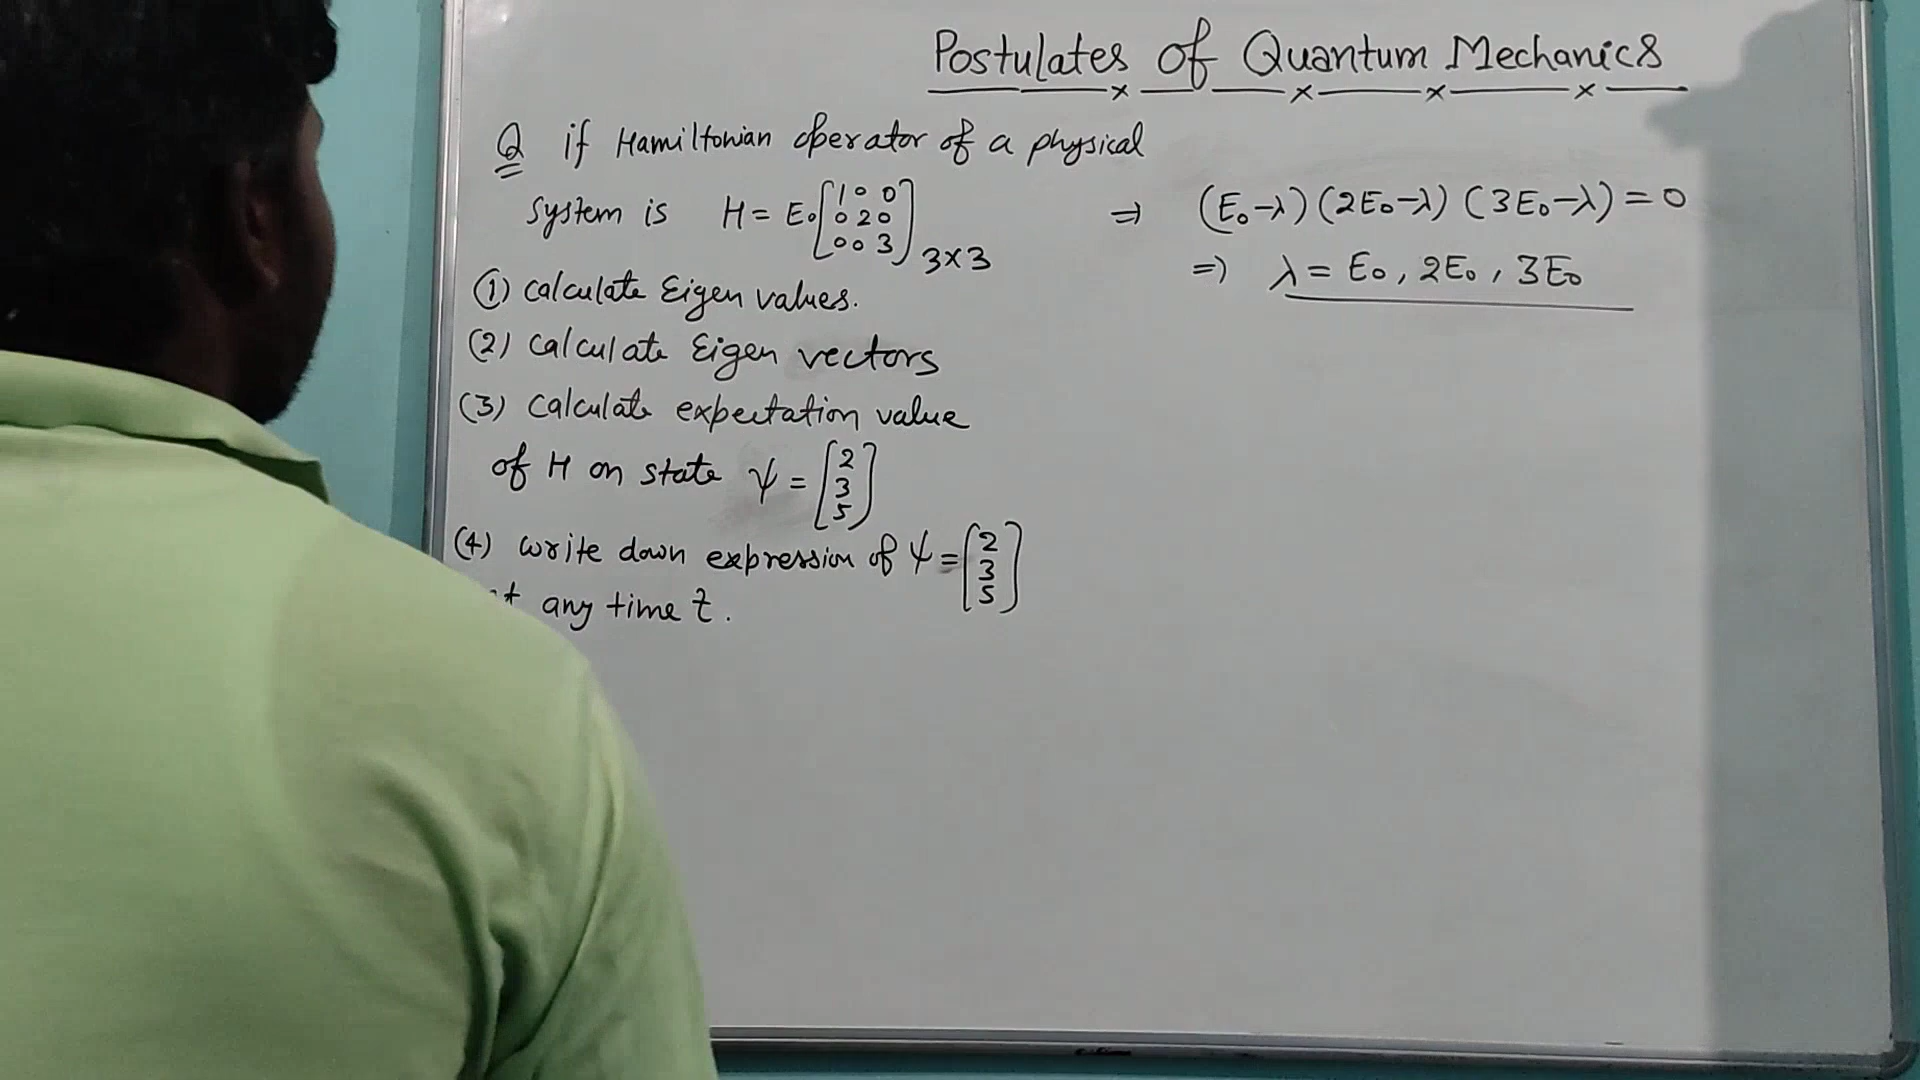 Postulates of Quantum Mechanics
Q if Hamiltonian operator of a physical
system is H = E₀ [1 0 0; 0 2 0; 0 0 3] 3×3
(1) calculate Eigen values.
(2) calculate Eigen vectors
(3) calculate expectation value
of H on state ψ = [2; 3; 5]
(4) write down expression of ψ = [2; 3; 5]
any time t.
⇒ (E₀-λ) (2E₀-λ) (3E₀-λ) = 0
⇒ λ = E₀, 2E₀, 3E₀